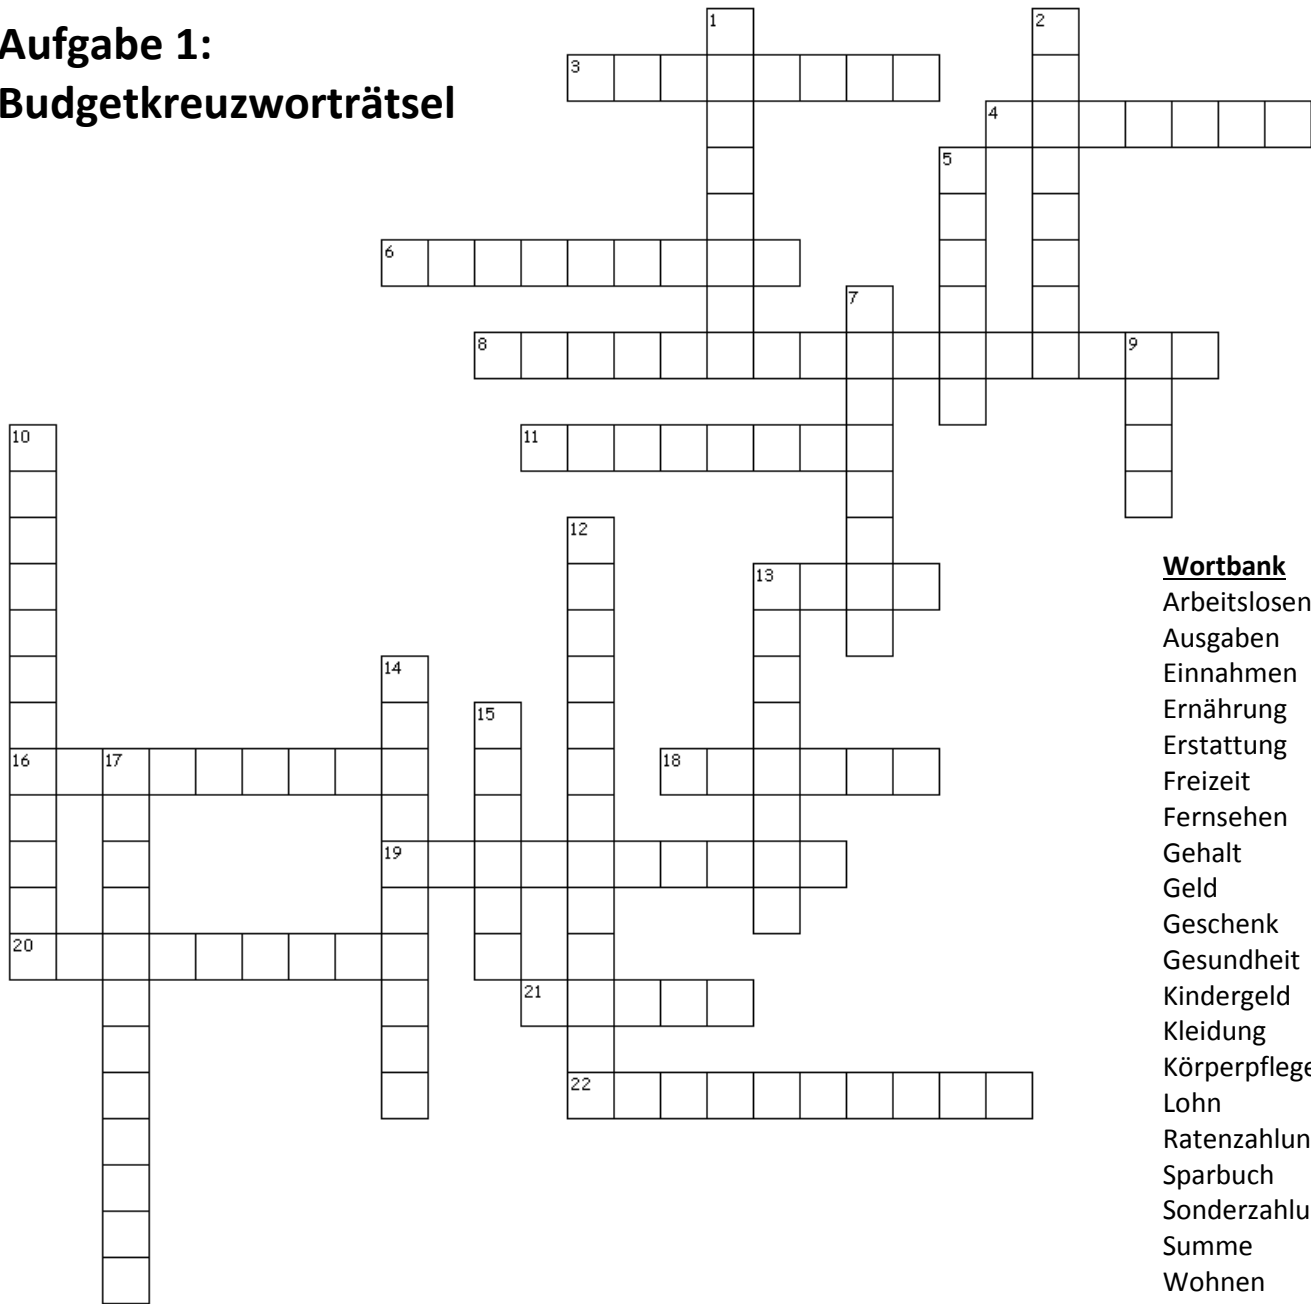 Aufgabe 1:
Budgetkreuzworträtsel
1
2
3
4
5
6
7
8
9
10
11
12
13
14
15
16
17
18
19
20
21
22
Wortbank
Arbeitslosen
Ausgaben
Einnahmen
Ernährung
Erstattung
Freizeit
Fernsehen
Gehalt
Geld
Geschenk
Gesundheit
Kindergeld
Kleidung
Körperpflege
Lohn
Ratenzahlun
Sparbuch
Sonderzahlu
Summe
Wohnen